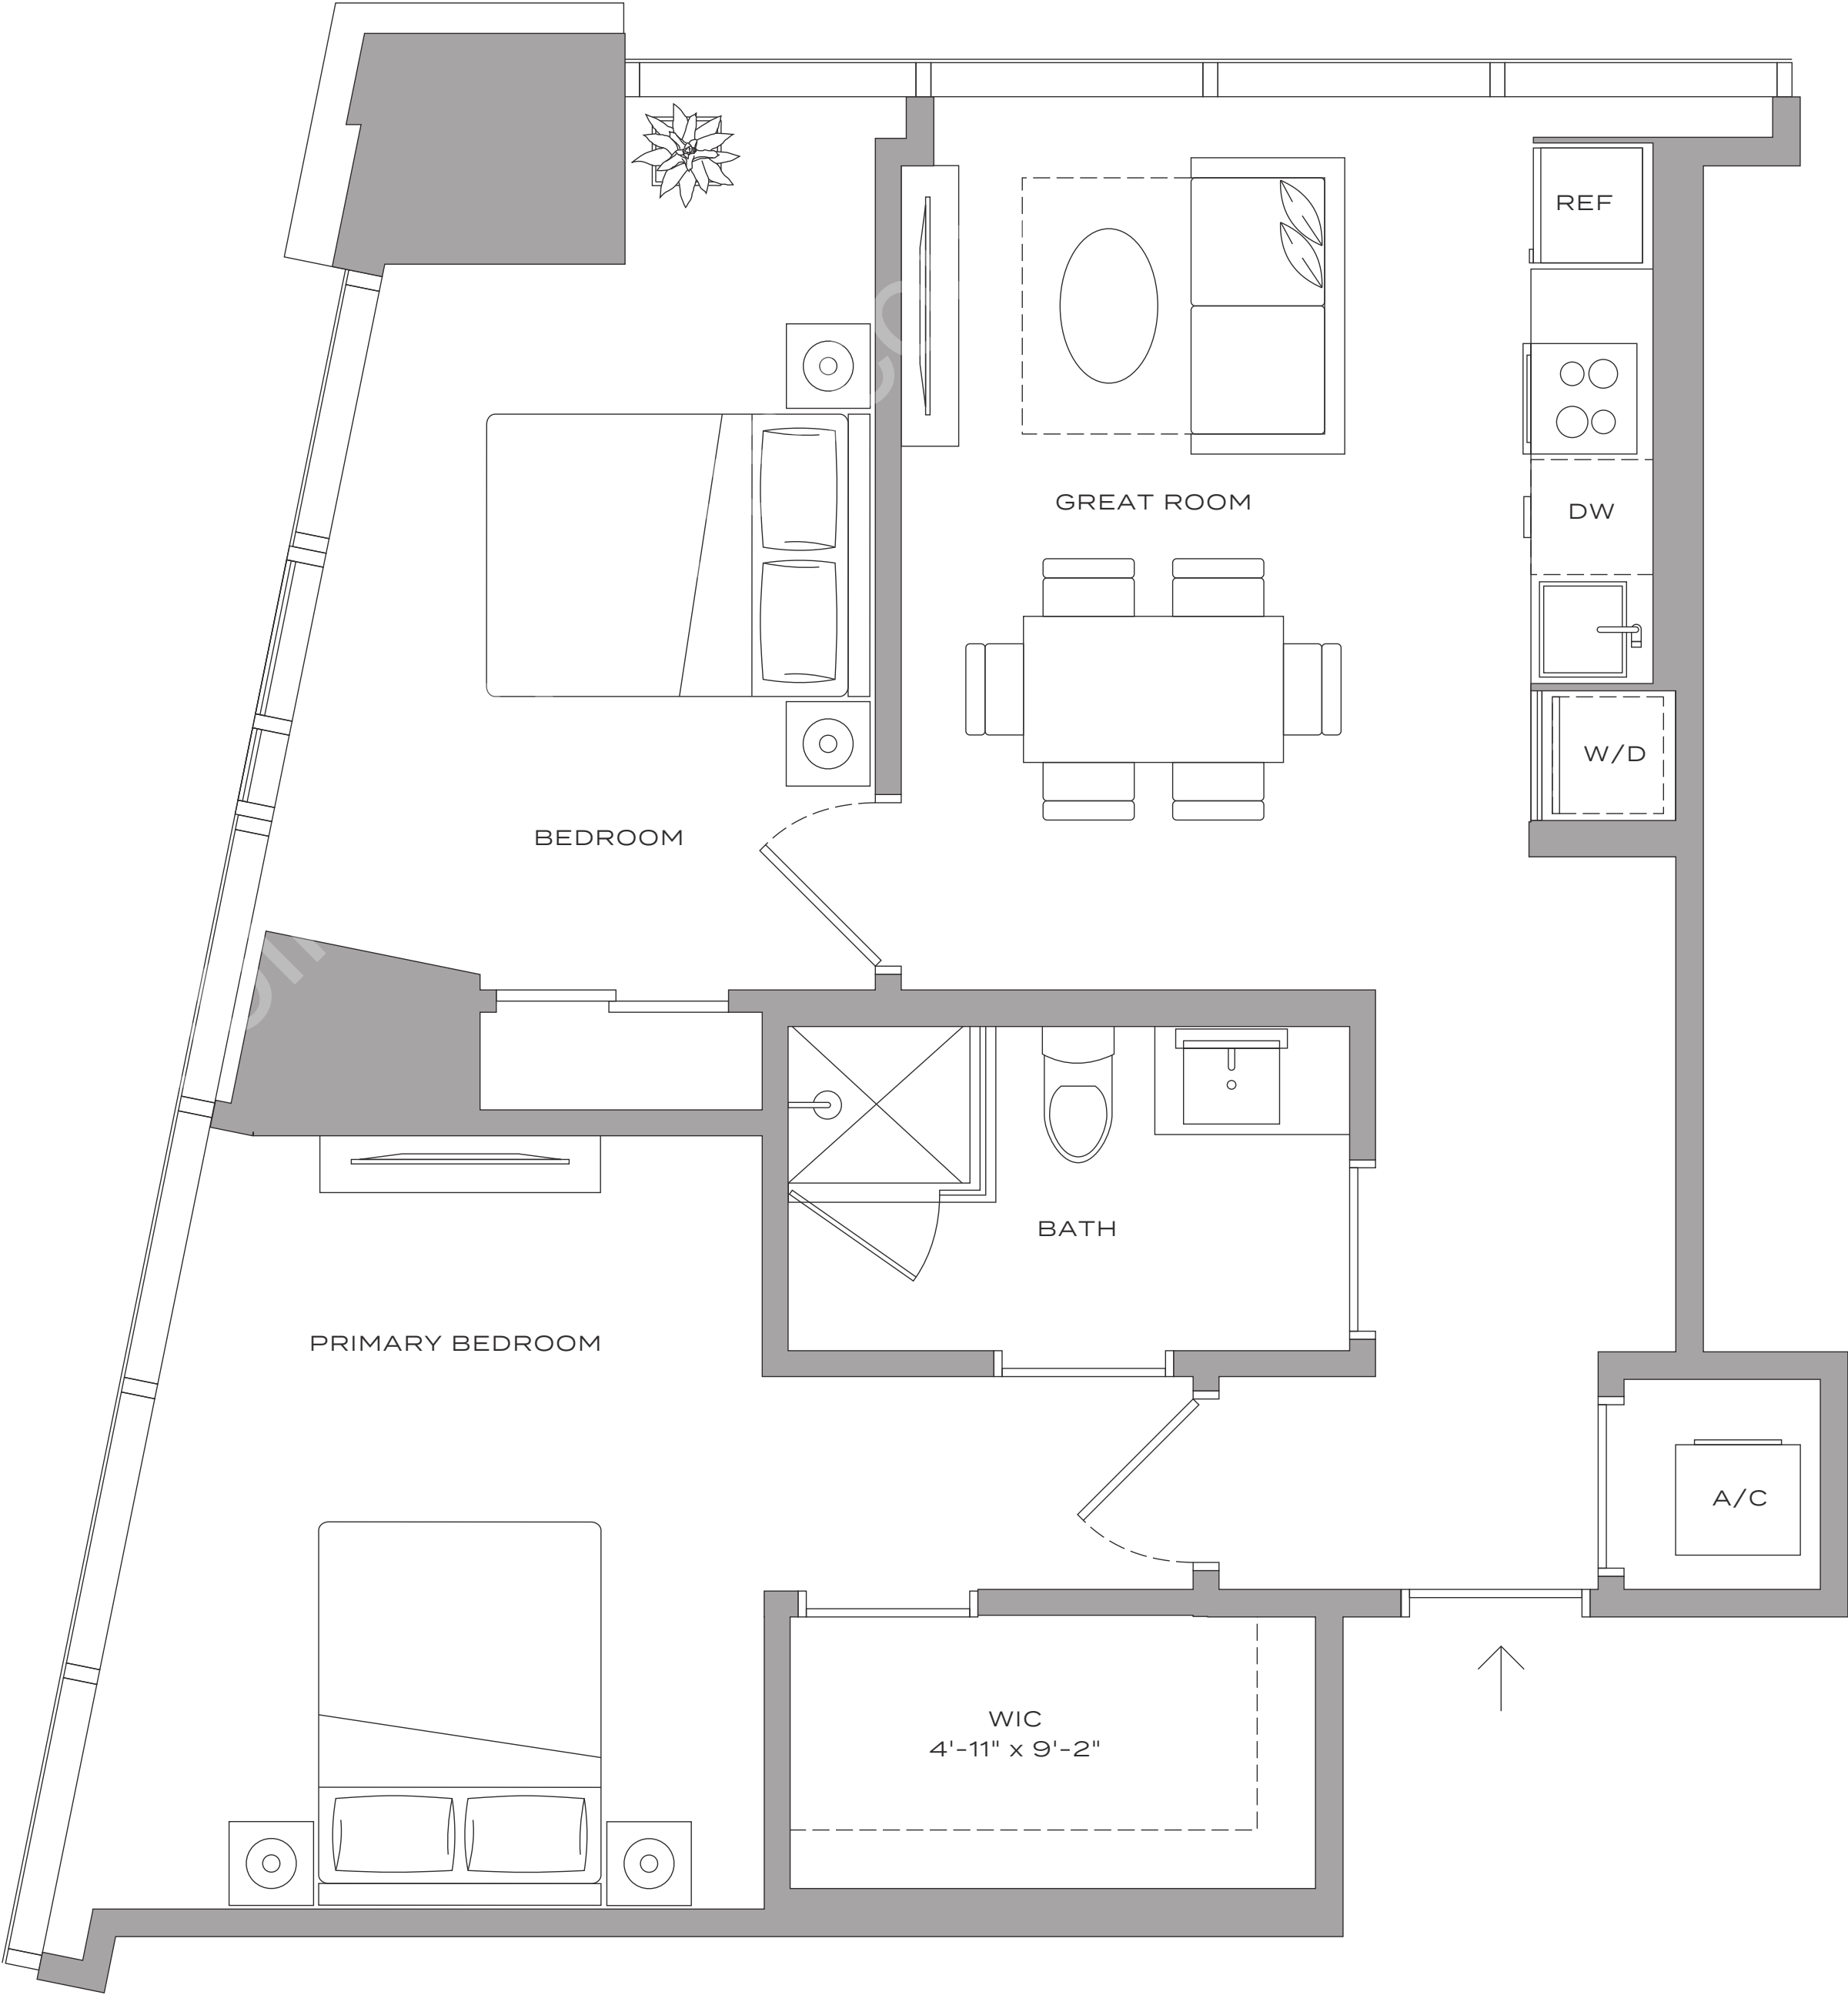 REF
GREAT ROOM
DW
W/D
BEDROOM
BATH
PRIMARY BEDROOM
A/C
WIC
4'-11" x 9'-2"